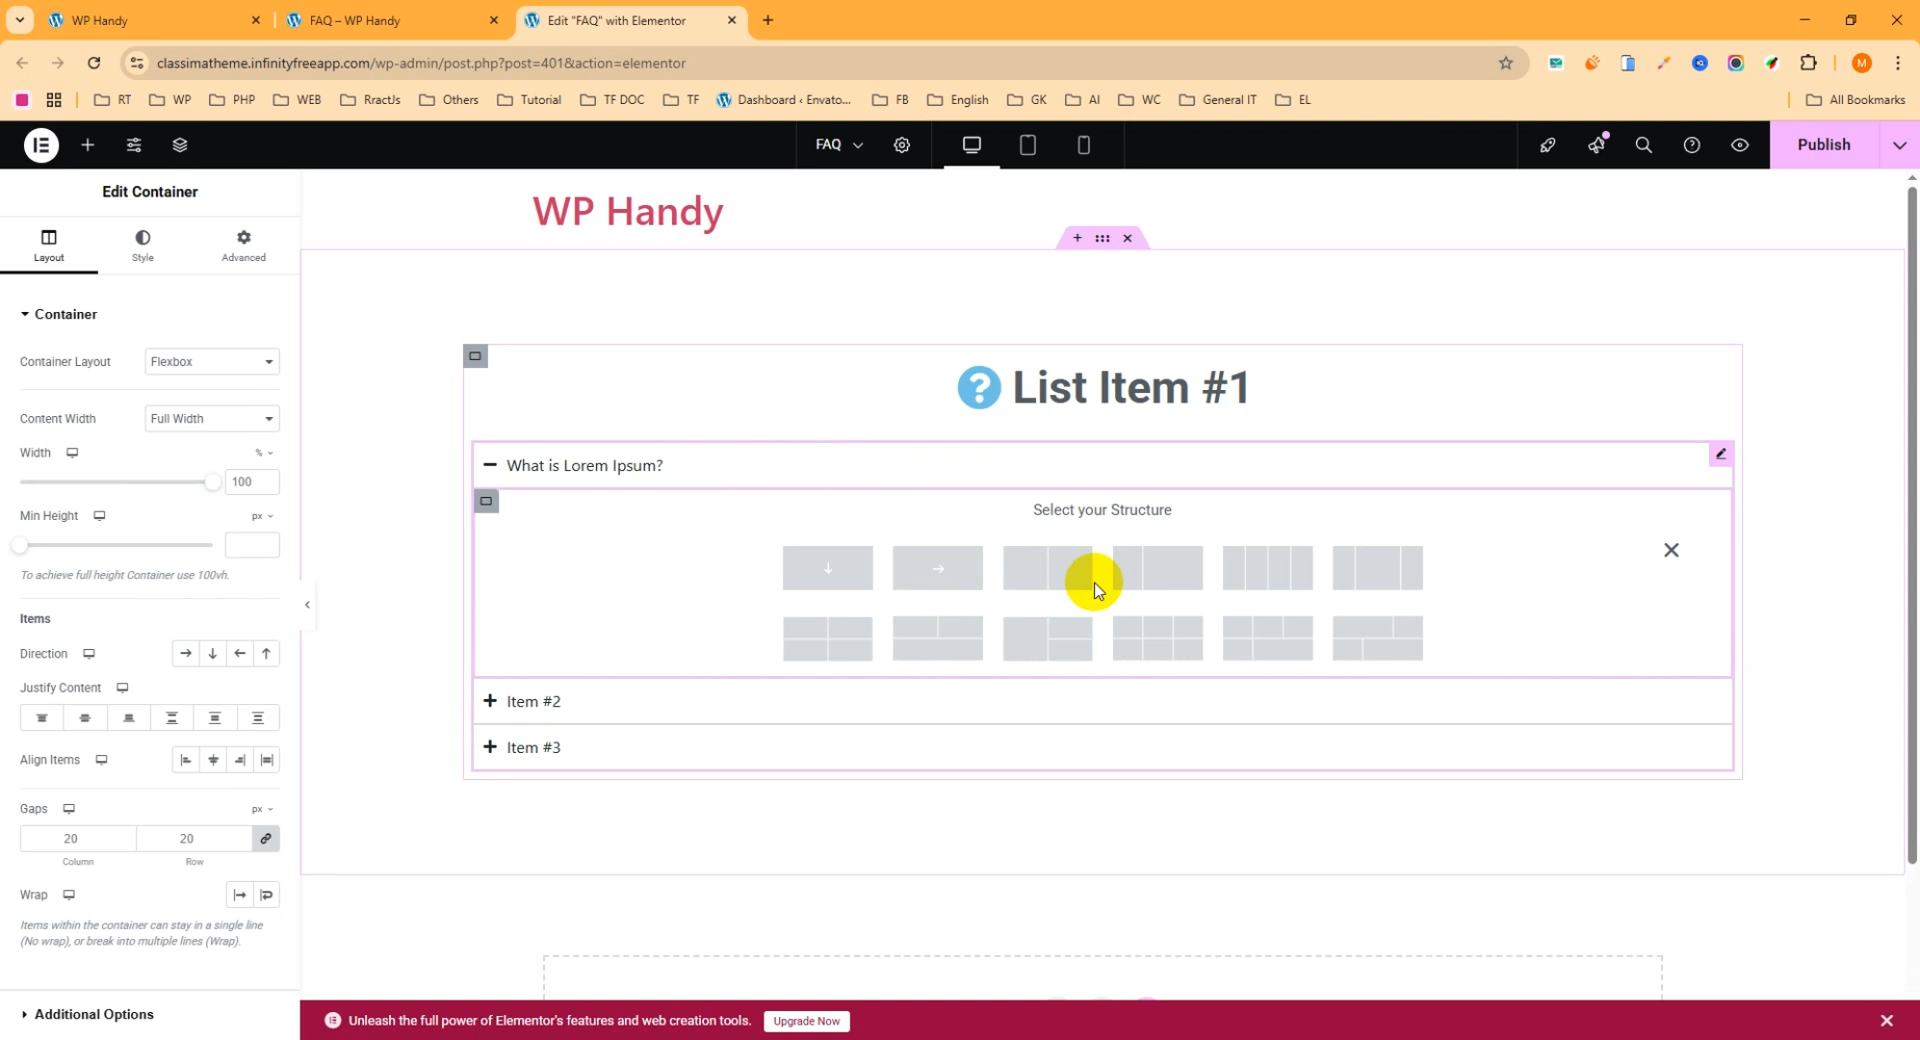 WP Handy
FAQ – WP Handy
Edit "FAQ" with Elementor
classimatheme.infinityfreeapp.com/wp-admin/post.php?post=401&action=elementor
M
RT
WP
PHP
WEB
RractJs
Others
Tutorial
TF DOC
TF
Dashboard ‹ Envato...
FB
English
GK
AI
WC
General IT
EL
All Bookmarks
FAQ
Publish
Edit Container
Layout
Style
Advanced
Container
Container Layout
Flexbox
Content Width
Full Width
Width
%
100
Min Height
px
To achieve full height Container use 100vh.
Items
Direction
Justify Content
Align Items
Gaps
px
20
20
Column
Row
Wrap
Items within the container can stay in a single line
(No wrap), or break into multiple lines (Wrap).
Additional Options
WP Handy
List Item #1
What is Lorem Ipsum?
Select your Structure
Item #2
Item #3
Unleash the full power of Elementor's features and web creation tools.
Upgrade Now